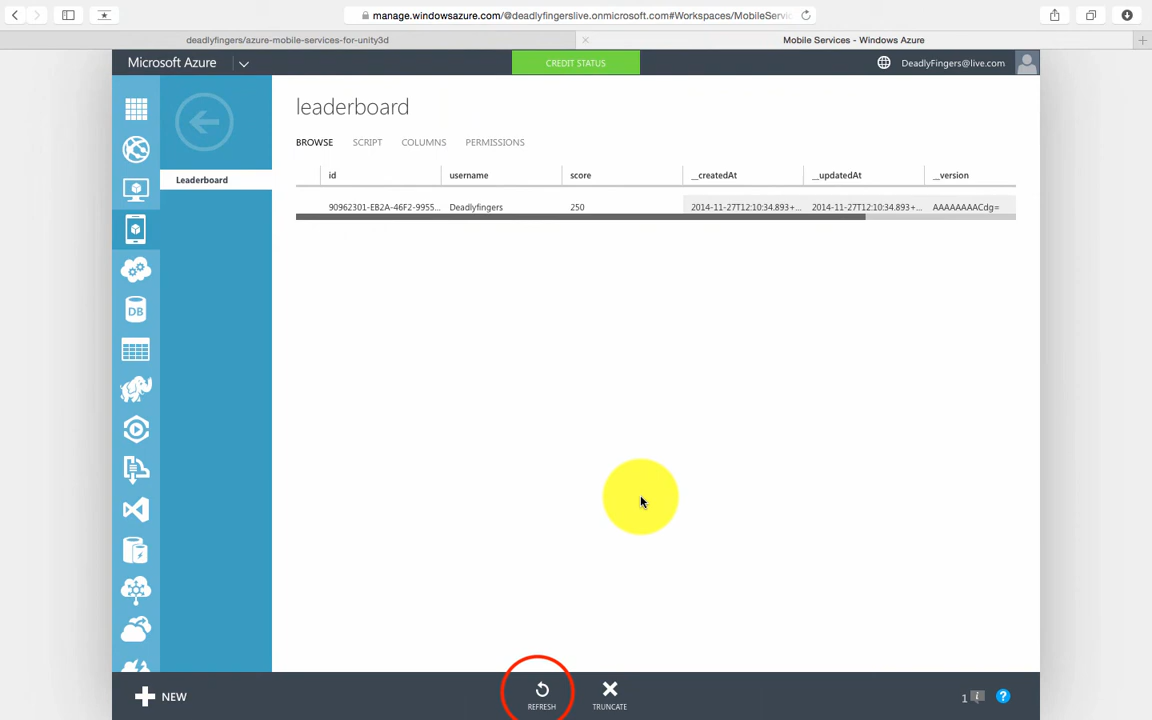 manage.windowsazure.com/@deadlyfingerslive.onmicrosoft.com#Workspaces/MobileServic
deadlyfingers/azure-mobile-services-for-unity3d
Mobile Services - Windows Azure
Microsoft Azure
CREDIT STATUS
DeadlyFingers@live.com
leaderboard
BROWSE SCRIPT COLUMNS PERMISSIONS
Leaderboard
id username score __createdAt __updatedAt __version
90962301-EB2A-46F2-9955... Deadlyfingers 250 2014-11-27T12:10:34.893+... 2014-11-27T12:10:34.893+... AAAAAAAACdg=
DB
NEW
REFRESH
TRUNCATE
1 i
?